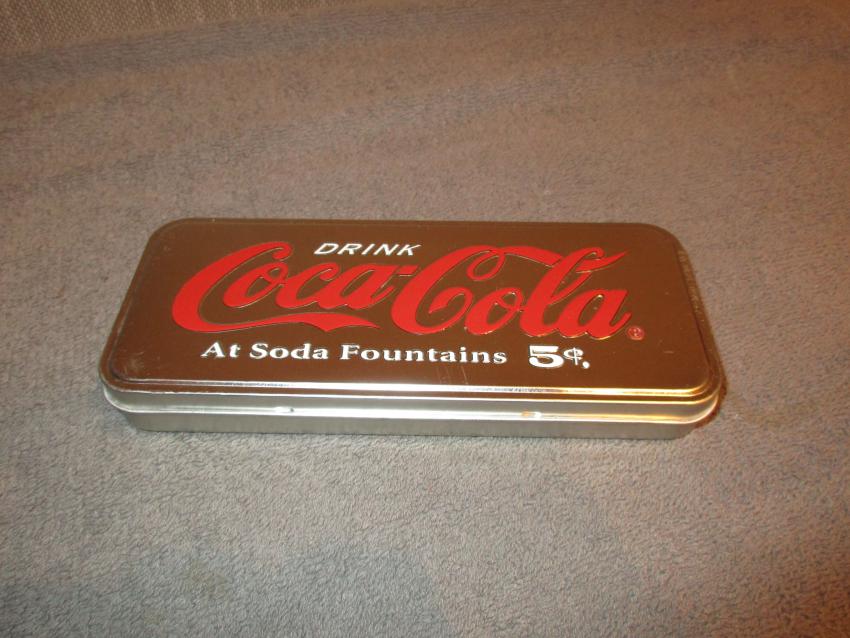 DRINK
Coca-Cola ®
At Soda Fountains 5¢.